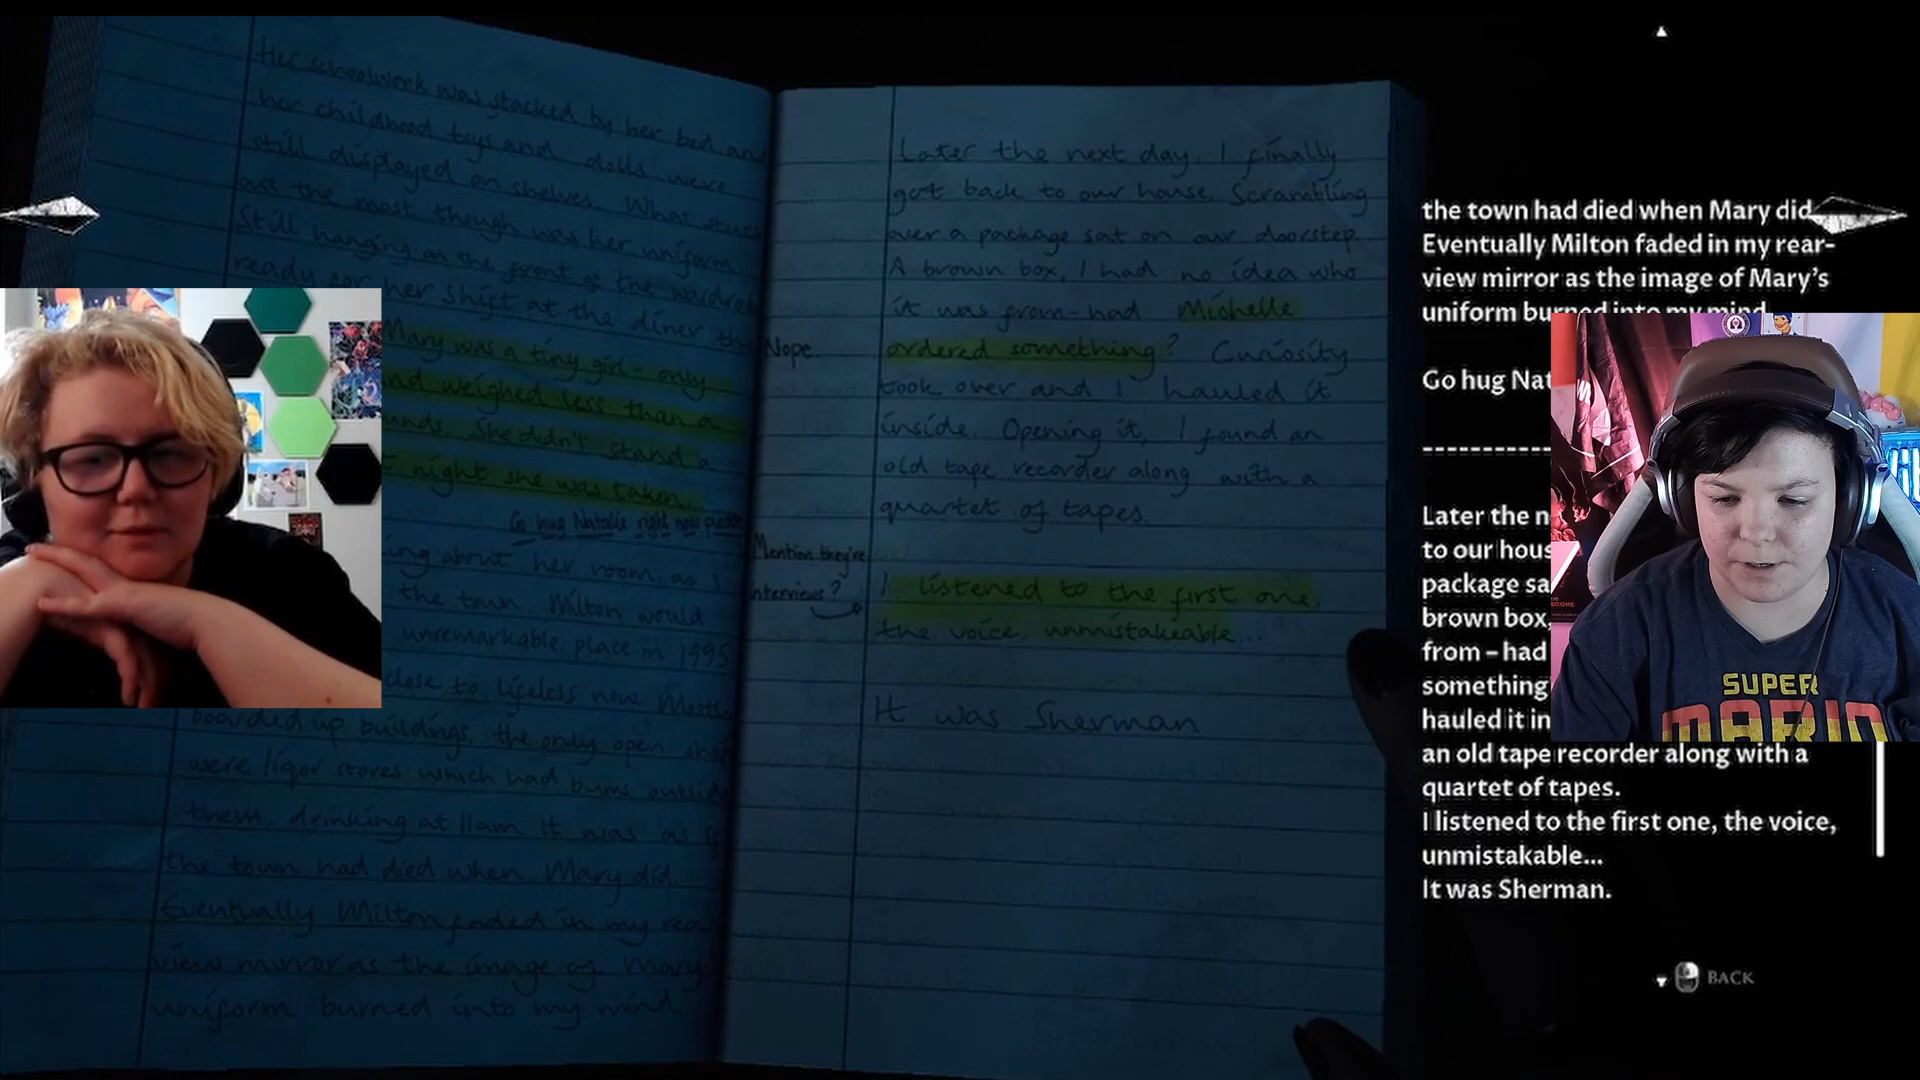 Her schoolwork was stacked by her bed and
her childhood toys and dolls were
still displayed on shelves. What stuck
out the most though was her uniform.
Still hanging on the front of the wardrobe
ready for her shift at the diner the
Mary was a tiny girl - only
and weighed less than a
ands. She didn't stand a
night she was taken.
Go hug Natalie right now please
ing about her room, as I
the town. Milton would
unremarkable place in 1995
close to lifeless now. Mostly
boarded up buildings, the only open sho
were liqor stores which had bums outside
them, drinking at 11am. It was as if
the town had died when Mary did.
Eventually Milton faded in my rear
view mirror as the image of Mary
uniform burned into my mind
Later the next day, I finally
got back to our house. Scrambling
over a package sat on our doorstep.
A brown box, I had no idea who
it was from - had Michelle
Nope.
ordered something? Curiosity
took over and I hauled it
inside. Opening it, I found an
old tape recorder along with a
quartet of tapes.
Mention they're
interviews?
I listened to the first one,
the voice, unmistakeable...
It was Sherman
the town had died when Mary did.
Eventually Milton faded in my rear-
view mirror as the image of Mary's
uniform burned into my mind
Go hug Nat
Later the n
to our hous
package sa
brown box,
from – had
something
hauled it in
an old tape recorder along with a
quartet of tapes.
I listened to the first one, the voice,
unmistakable...
It was Sherman.
BACK
SUPER
MARIO